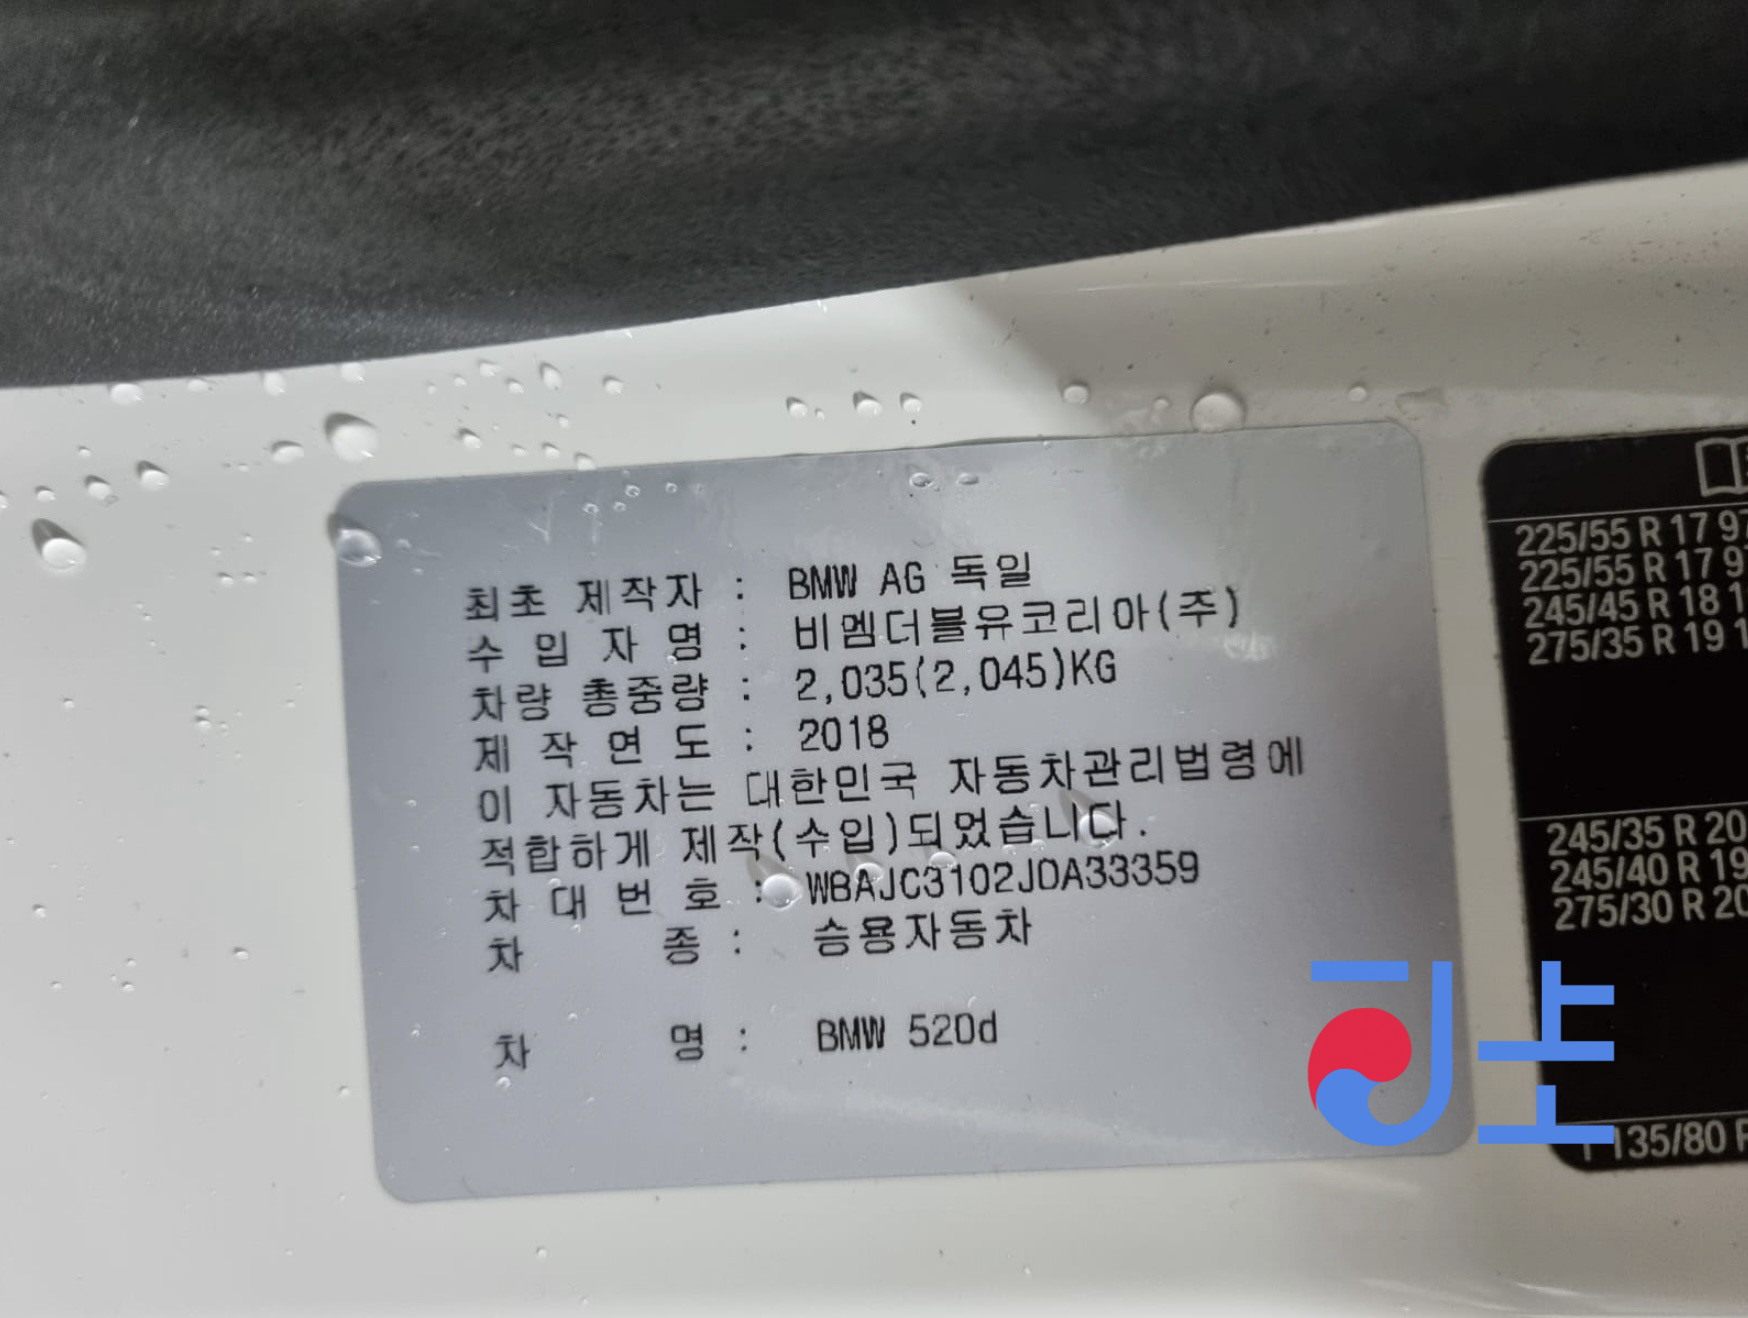 최초 제작자 : BMW AG 독일
수 입 자 명 : 비엠더블유코리아(주)
차량 총중량 : 2,035(2,045)KG
제 작 연 도 : 2018
이 자동차는 대한민국 자동차관리법령에
적합하게 제작(수입)되었습니다.
차 대 번 호 : WBAJC3102JDA33359
차 종 : 승용자동차
차 명 : BMW 520d
225/55 R 17 97
225/55 R 17 97
245/45 R 18 1
275/35 R 19 1
245/35 R 20
245/40 R 19
275/30 R 20
T 135/80 R